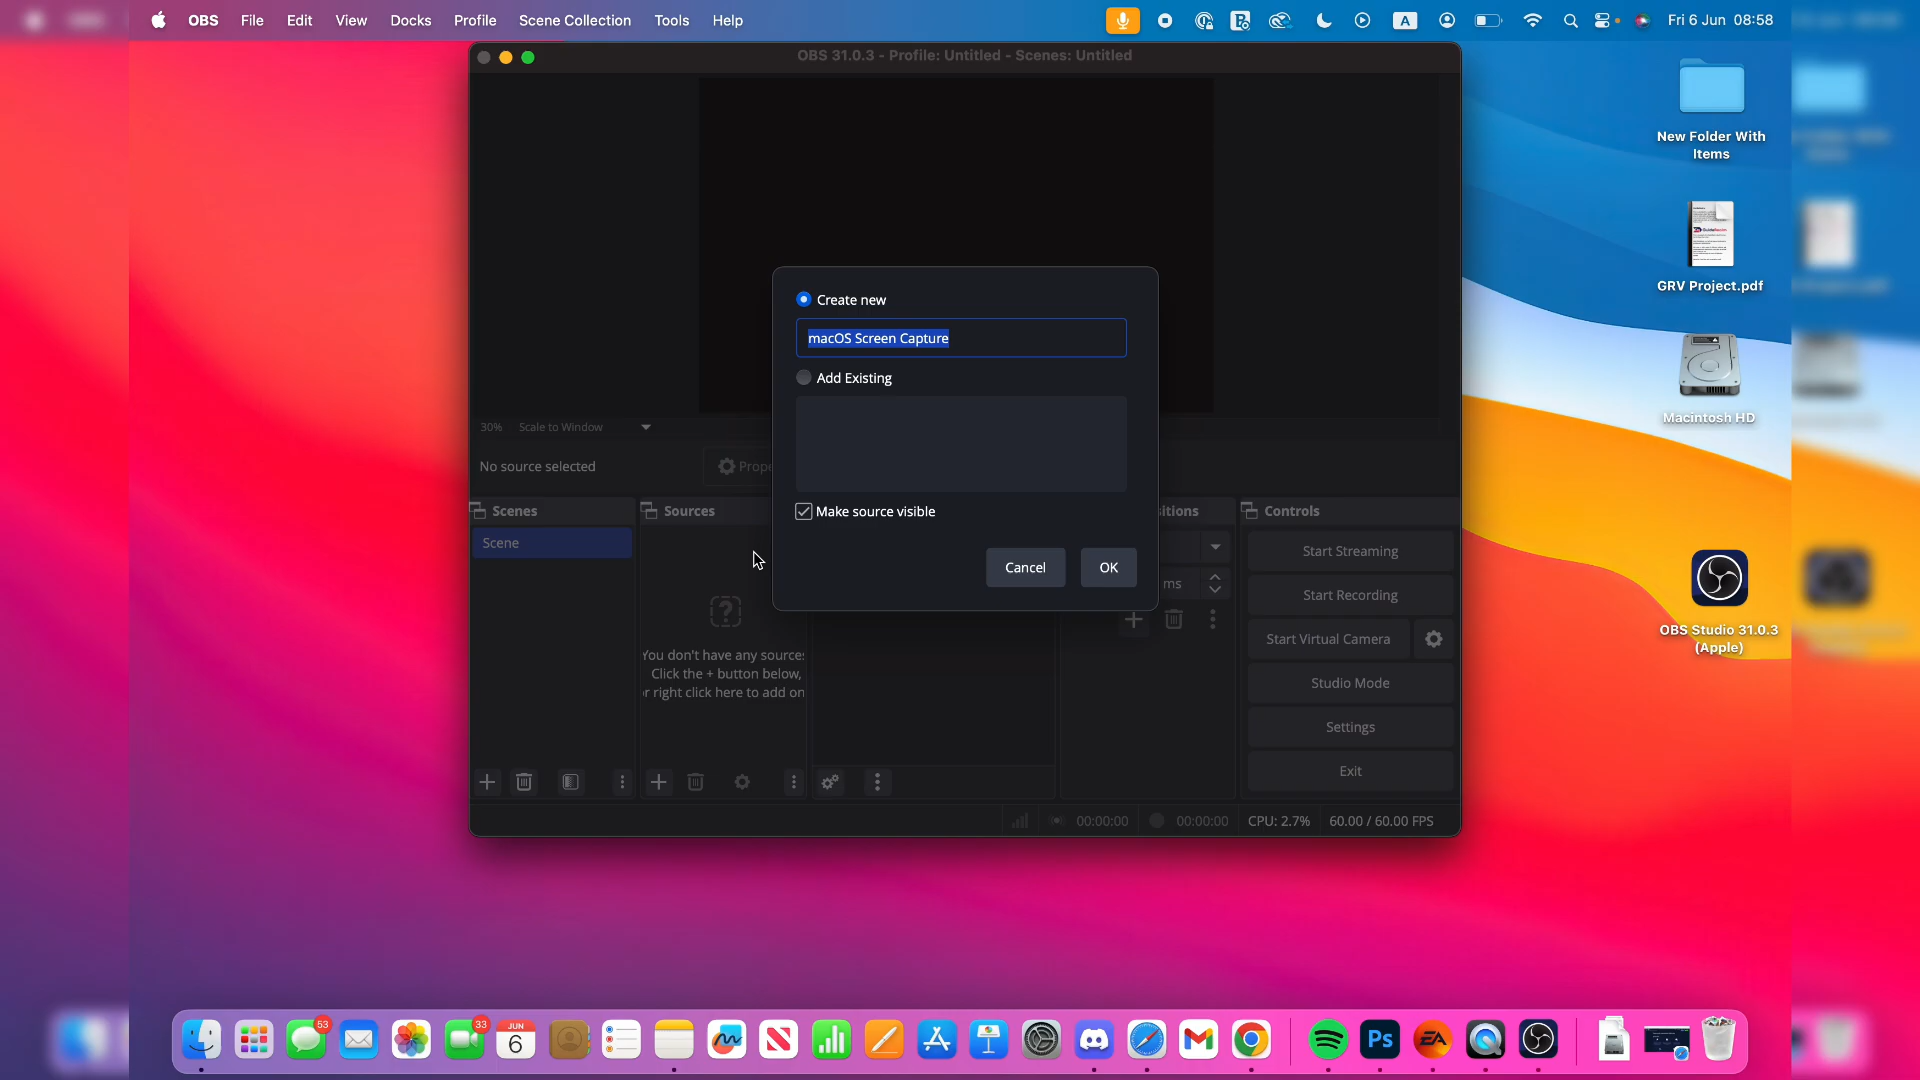 OBS File Edit View Docks Profile Scene Collection Tools Help
A
Fri 6 Jun 08:58
OBS 31.0.3 - Profile: Untitled - Scenes: Untitled
New Folder With
Items
GRV Project.pdf
Macintosh HD
OBS Studio 31.0.3
(Apple)
Create new
macOS Screen Capture
Add Existing
Make source visible
Cancel
OK
30% Scale to Window
No source selected
Prope
Scenes
Sources
itions
Controls
Scene
ms
You don't have any sources
Click the + button below,
r right click here to add on
Start Streaming
Start Recording
Start Virtual Camera
Studio Mode
Settings
Exit
00:00:00
00:00:00
CPU: 2.7%
60.00 / 60.00 FPS
53
33
JUN
6
Ps
EA